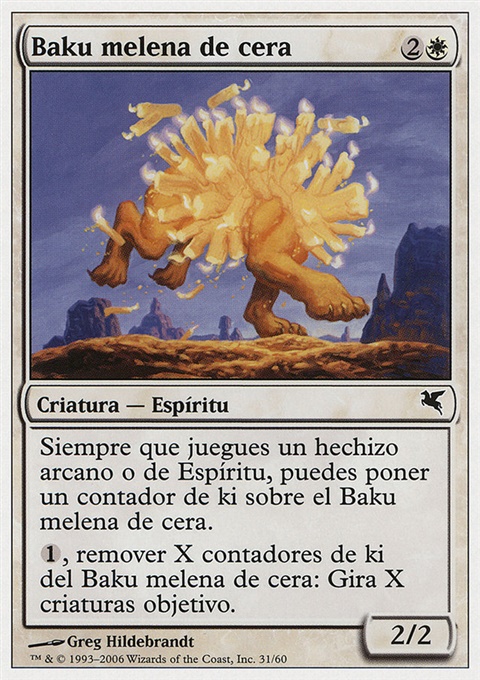 Baku melena de cera 2
Criatura — Espíritu
Siempre que juegues un hechizo
arcano o de Espíritu, puedes poner
un contador de ki sobre el Baku
melena de cera.
1, remover X contadores de ki
del Baku melena de cera: Gira X
criaturas objetivo.
Greg Hildebrandt
2/2
™ & © 1993–2006 Wizards of the Coast, Inc. 31/60